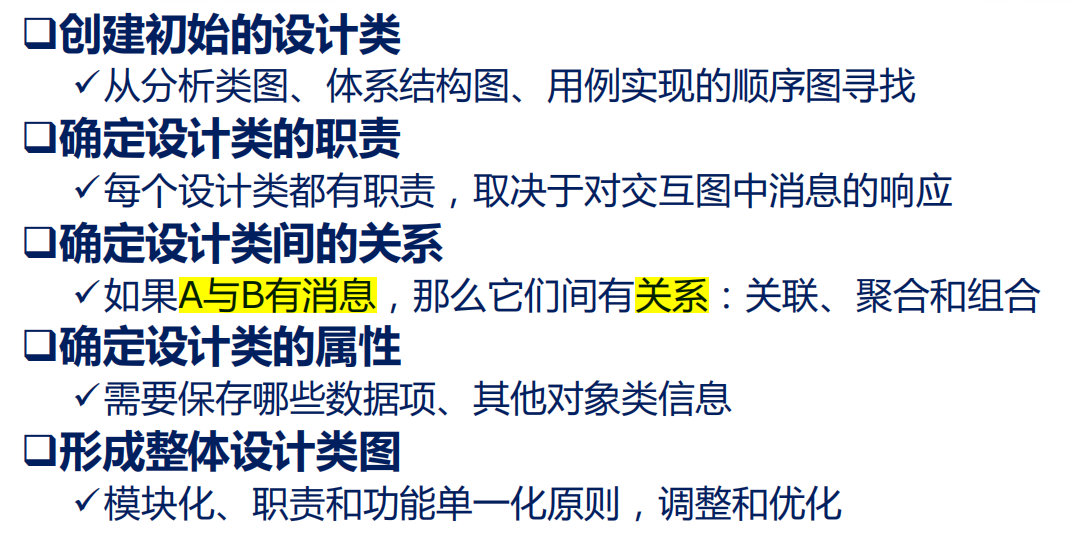 ❑创建初始的设计类
✓从分析类图、体系结构图、用例实现的顺序图寻找
❑确定设计类的职责
✓每个设计类都有职责，取决于对交互图中消息的响应
❑确定设计类间的关系
✓如果A与B有消息，那么它们间有关系：关联、聚合和组合
❑确定设计类的属性
✓需要保存哪些数据项、其他对象类信息
❑形成整体设计类图
✓模块化、职责和功能单一化原则，调整和优化